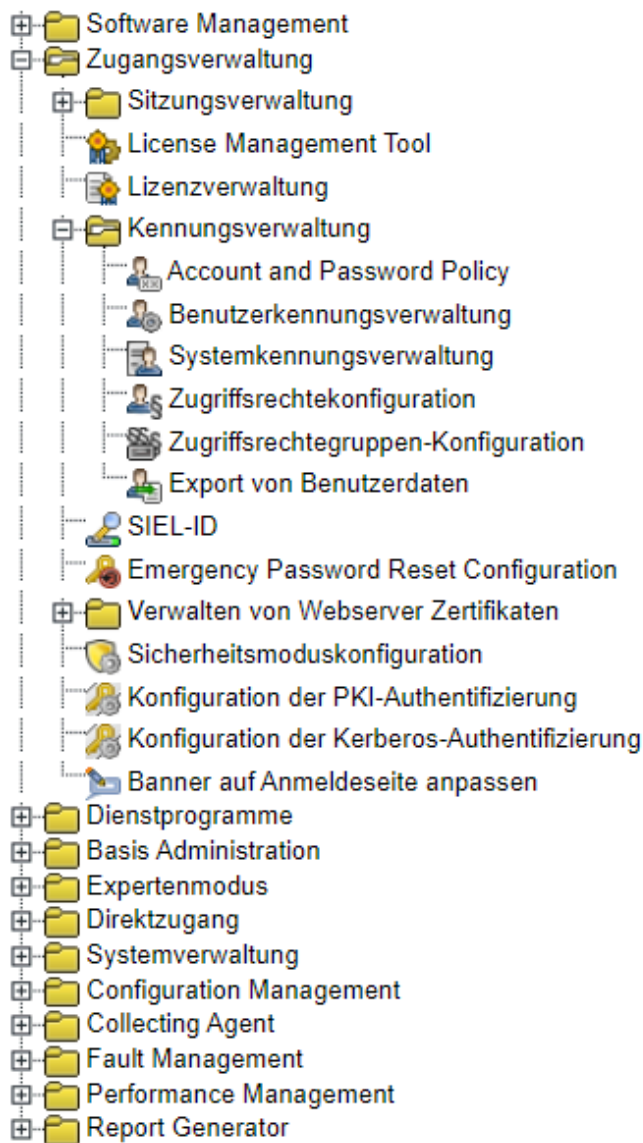 Software Management
Zugangsverwaltung
Sitzungsverwaltung
License Management Tool
Lizenzverwaltung
Kennungsverwaltung
Account and Password Policy
Benutzerkennungsverwaltung
Systemkennungsverwaltung
Zugriffsrechtekonfiguration
Zugriffsrechtegruppen-Konfiguration
Export von Benutzerdaten
SIEL-ID
Emergency Password Reset Configuration
Verwalten von Webserver Zertifikaten
Sicherheitsmoduskonfiguration
Konfiguration der PKI-Authentifizierung
Konfiguration der Kerberos-Authentifizierung
Banner auf Anmeldeseite anpassen
Dienstprogramme
Basis Administration
Expertenmodus
Direktzugang
Systemverwaltung
Configuration Management
Collecting Agent
Fault Management
Performance Management
Report Generator